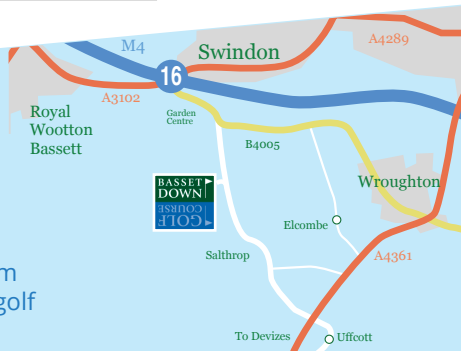 M4
Swindon
A4289
16
A3102
Royal
Wootton
Bassett
Garden
Centre
B4005
BASSET
DOWN
GOLF
COURSE
Wroughton
Elcombe
Salthrop
A4361
m
golf
To Devizes
Uffcott